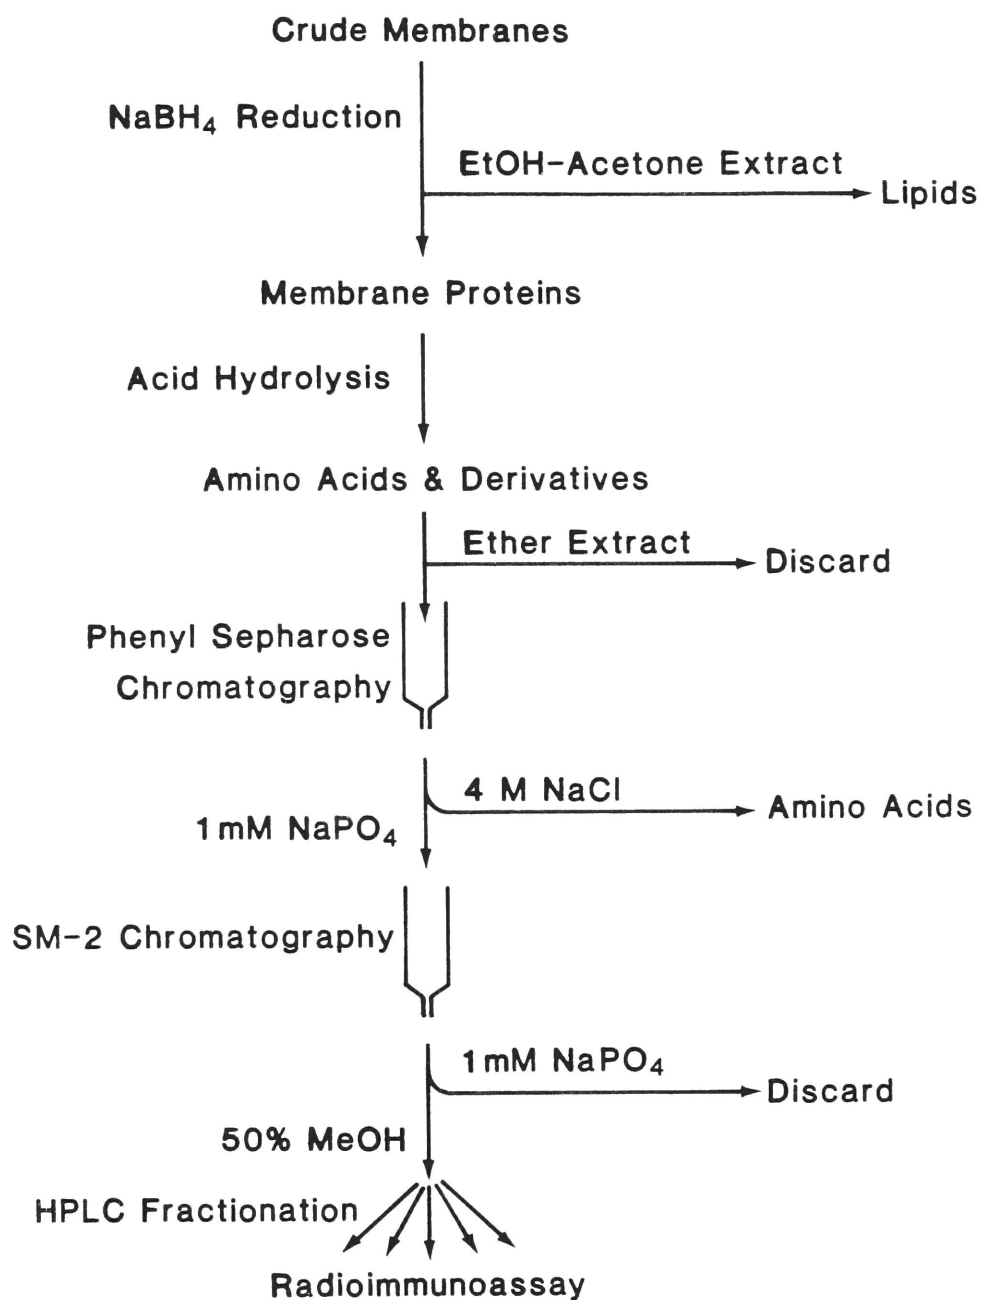 Crude Membranes
NaBH₄ Reduction
EtOH-Acetone Extract
Lipids
Membrane Proteins
Acid Hydrolysis
Amino Acids & Derivatives
Ether Extract
Discard
Phenyl Sepharose
Chromatography
4 M NaCl
Amino Acids
1mM NaPO₄
SM-2 Chromatography
1mM NaPO₄
Discard
50% MeOH
HPLC Fractionation
Radioimmunoassay